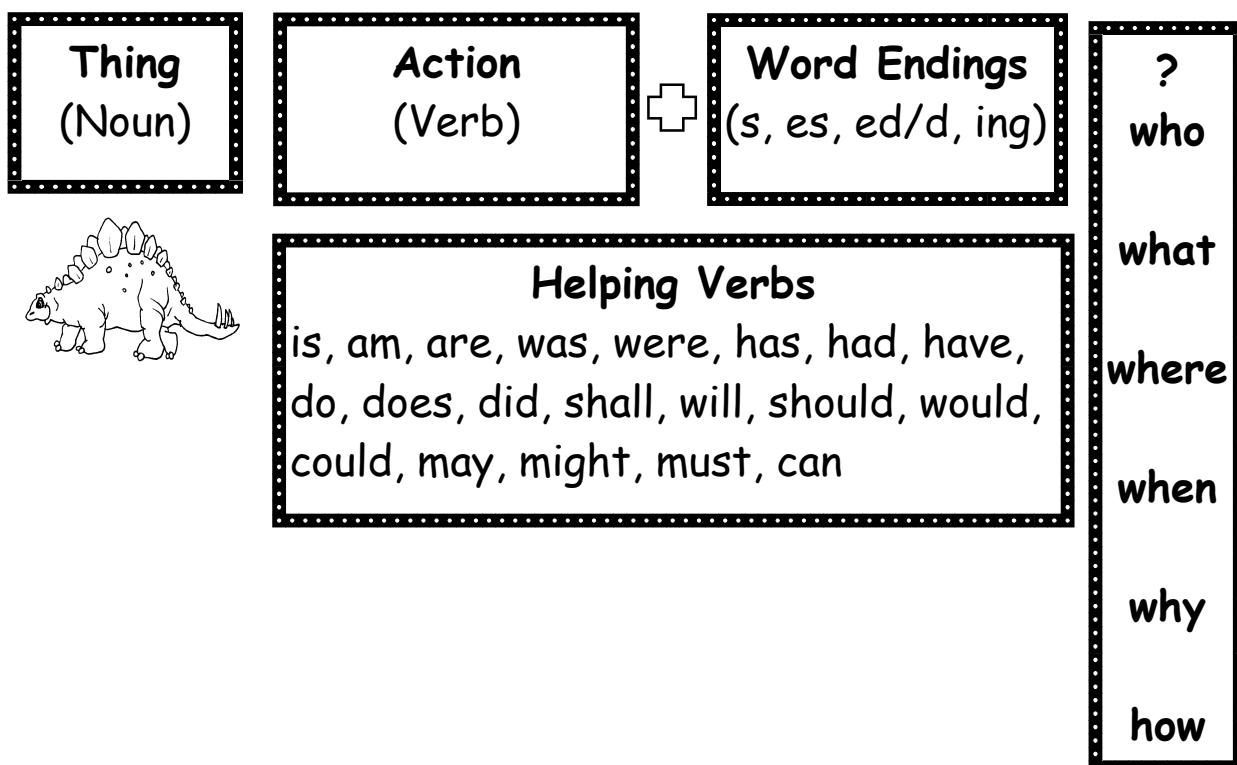 Thing
(Noun)
Action
(Verb)
Word Endings
(s, es, ed/d, ing)
Helping Verbs
is, am, are, was, were, has, had, have,
do, does, did, shall, will, should, would,
could, may, might, must, can
?
who
what
where
when
why
how